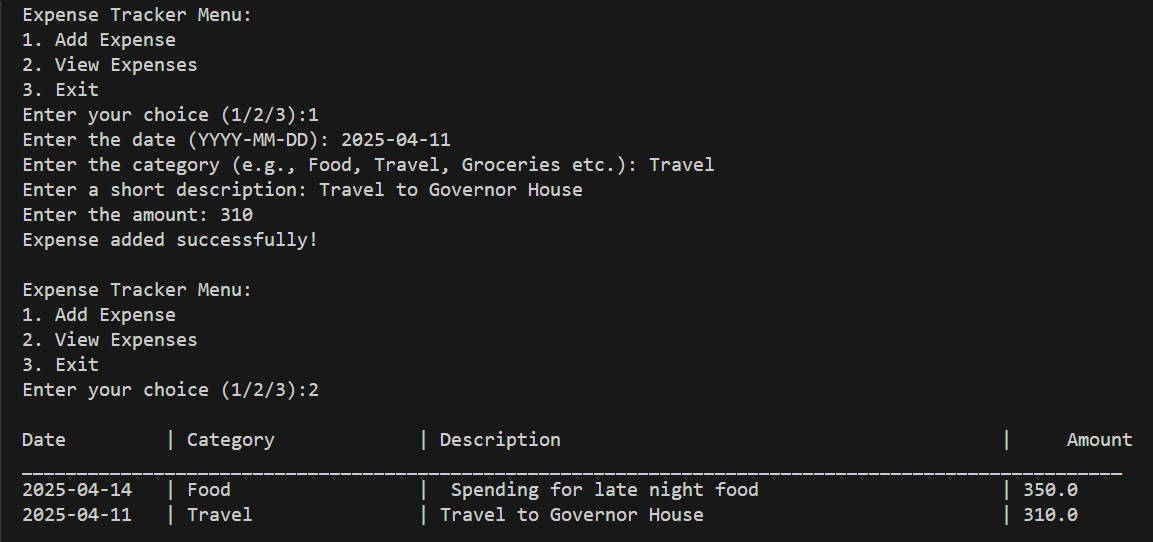 Expense Tracker Menu:
1. Add Expense
2. View Expenses
3. Exit
Enter your choice (1/2/3):1
Enter the date (YYYY-MM-DD): 2025-04-11
Enter the category (e.g., Food, Travel, Groceries etc.): Travel
Enter a short description: Travel to Governor House
Enter the amount: 310
Expense added successfully!

Expense Tracker Menu:
1. Add Expense
2. View Expenses
3. Exit
Enter your choice (1/2/3):2

Date         | Category             | Description                                        |     Amount
____________________________________________________________________________________________________
2025-04-14   | Food                 |  Spending for late night food                      | 350.0
2025-04-11   | Travel               | Travel to Governor House                           | 310.0